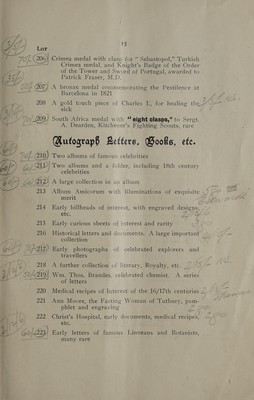 15
Lot
206 Crimea medal with clasp for " Sebastopol," Turkish
Crimea medal, and Knight's Badge of the Order
of the Tower and Sword of Portugal, awarded to
Patrick Fraser, M.D.
207 A bronze medal commemorating the Pestilence at
Barcelona in 1821
208 A gold touch piece of Charles I., for healing the
sick
209 South Africa medal with " eight clasps," to Sergt.
A. Dearden, Kitchener's Fighting Scouts, rare
Autograph Letters, Books, etc.
210 Two albums of famous celebrities
211 Two albums and a folder, including 18th century
celebrities
212 A large collection in an album
213 Album Amicorum with illuminations of exquisite
merit
214 Early billheads of interest, with engraved designs,
etc.
215 Early curious sheets of interest and rarity
216 Historical letters and documents. A large important
collection
217 Early photographs of celebrated explorers and
travellers
218 A further collection of literary, Royalty, etc.
219 Wm. Thos. Brandes, celebrated chemist. A series
of letters
220 Medical recipes of Interest of the 16/17th centuries
221 Ann Moore, the Fasting Woman of Tutbury, pam-
phlet and engraving
222 Christ's Hospital, early documents, medical recipes,
etc.
223 Early letters of famous Linneans and Botanists,
many rare